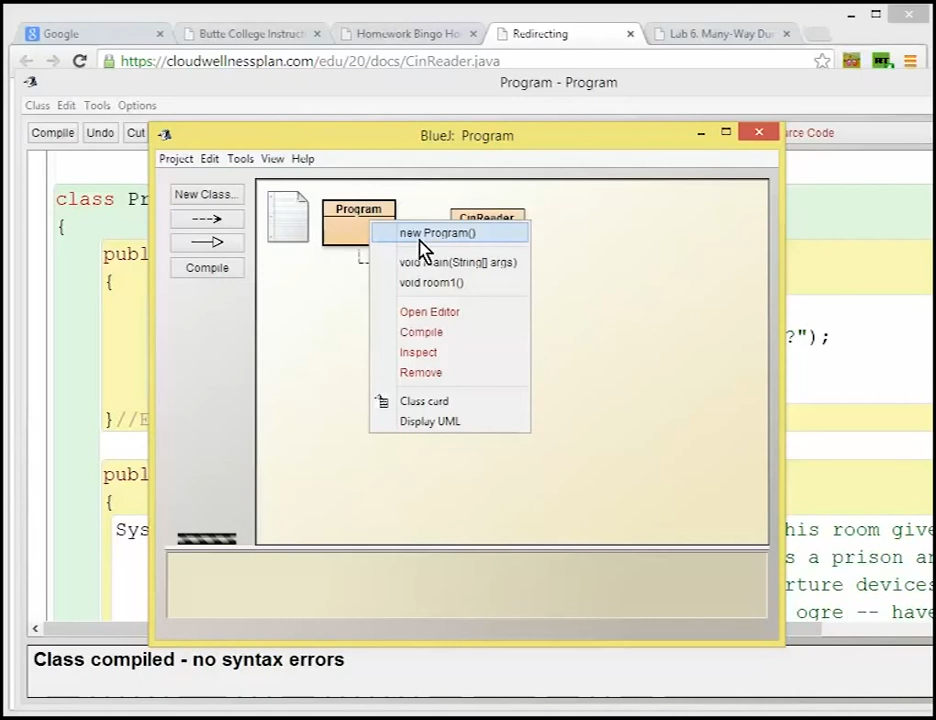 Google
Butte College Instruct
Homework Bingo Ho
Redirecting
Lab 6. Many-Way Du
https://cloudwellnessplan.com/edu/20/docs/CinReader.java
Program - Program
Class Edit Tools Options
Compile Undo Cut
BlueJ: Program
Source Code
Project Edit Tools View Help
class Pr
{
publ
{
?");
}//E
publ
{
Sys
his room give
s a prison an
rture devices
ogre -- have
New Class...
Compile
Program
CinReader
new Program()
void main(String[] args)
void room1()
Open Editor
Compile
Inspect
Remove
Class card
Display UML
Class compiled - no syntax errors